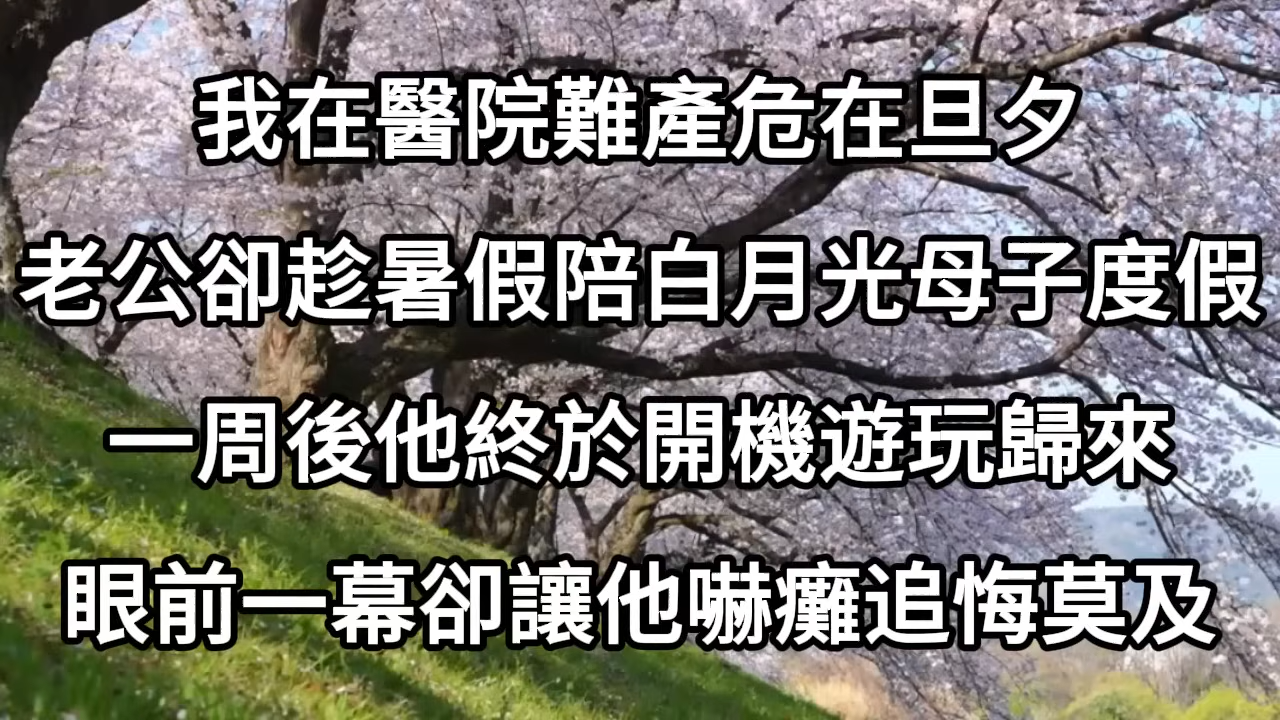 我在醫院難產危在旦夕
老公卻趁暑假陪白月光母子度假
一周後他終於開機遊玩歸來
眼前一幕卻讓他嚇癱追悔莫及